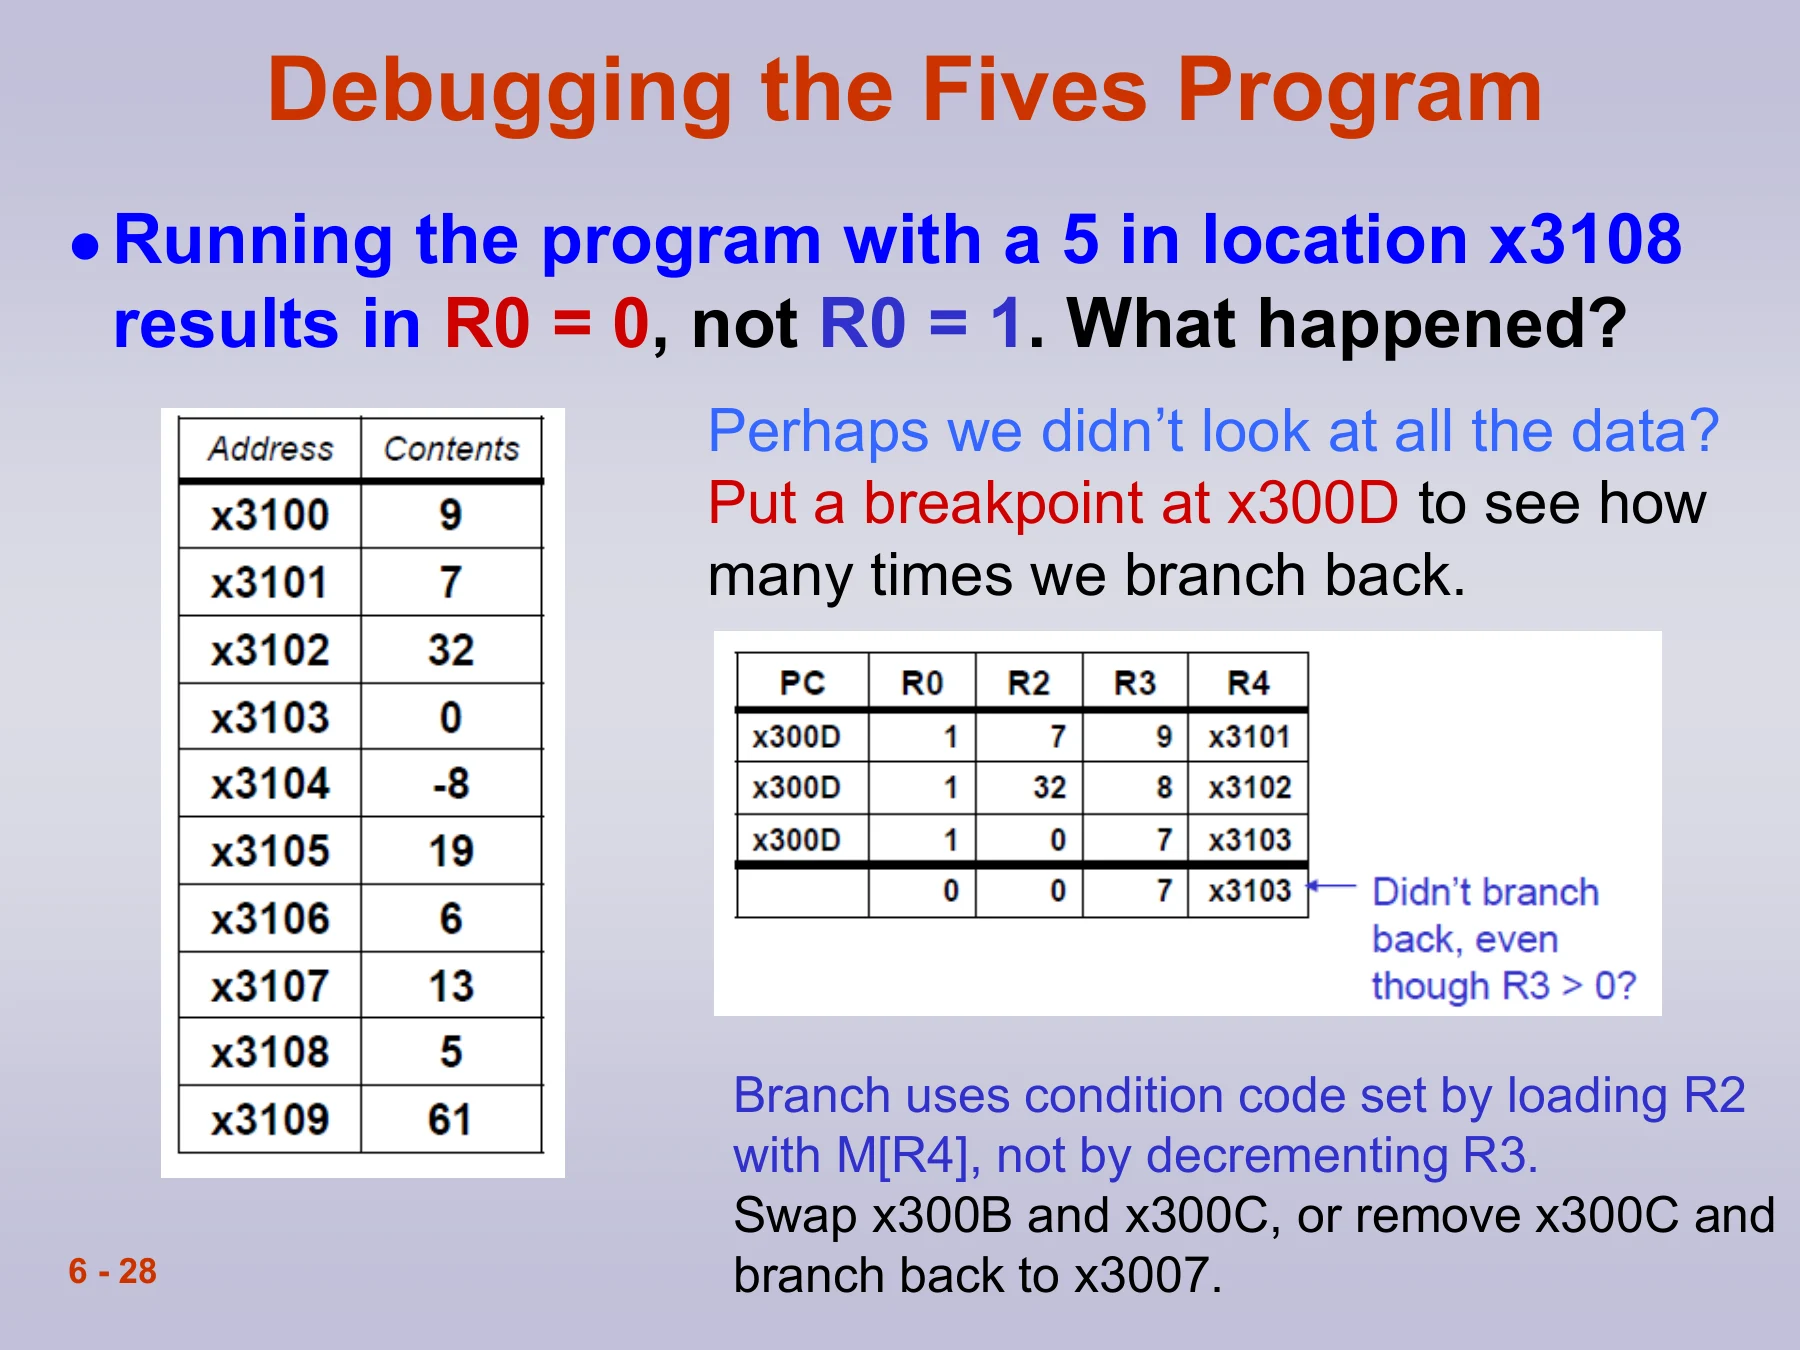 Debugging the Fives Program
● Running the program with a 5 in location x3108
results in R0 = 0, not R0 = 1. What happened?
Address Contents
x3100 9
x3101 7
x3102 32
x3103 0
x3104 -8
x3105 19
x3106 6
x3107 13
x3108 5
x3109 61
Perhaps we didn’t look at all the data?
Put a breakpoint at x300D to see how
many times we branch back.
PC R0 R2 R3 R4
x300D 1 7 9 x3101
x300D 1 32 8 x3102
x300D 1 0 7 x3103
0 0 7 x3103
Didn’t branch
back, even
though R3 > 0?
Branch uses condition code set by loading R2
with M[R4], not by decrementing R3.
Swap x300B and x300C, or remove x300C and
branch back to x3007.
6 - 28